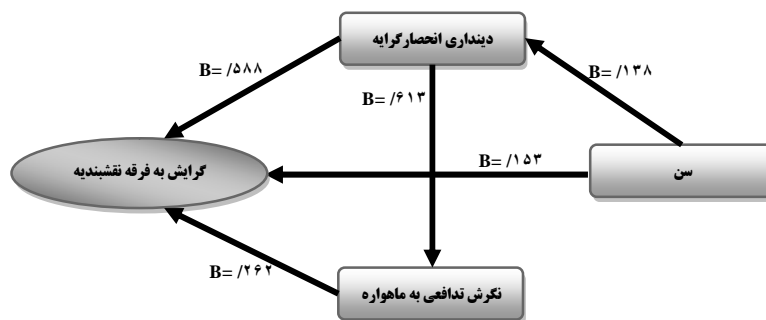 دینداری انحصارگرایه
B= /۵۸۸
B= /۱۳۸
B= /۶۱۳
گرایش به فرقه نقشبندیه
B= /۱۵۳
سن
B= /۲۶۲
نگرش تدافعی به ماهواره